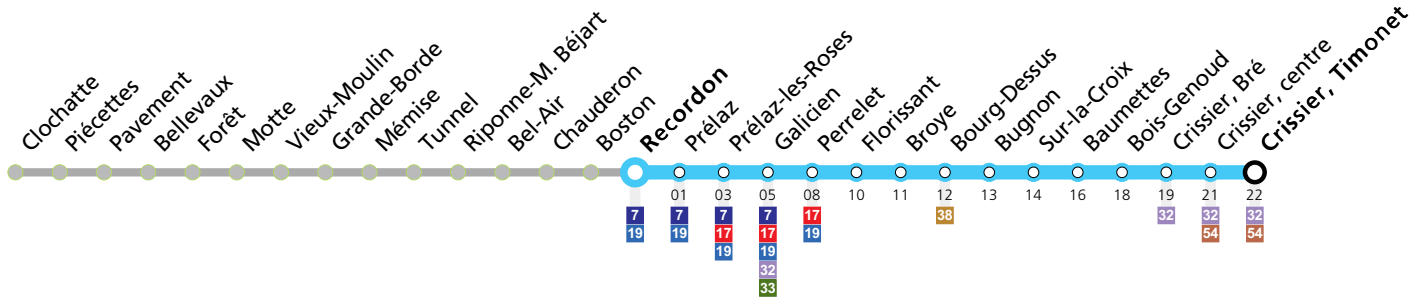 Clochatte
Piécettes
Pavement
Bellevaux
Forêt
Motte
Vieux-Moulin
Grande-Borde
Mémise
Tunnel
Riponne-M. Béjart
Bel-Air
Chauderon
Boston
Recordon
Prélaz
Prélaz-les-Roses
Galicien
Perrelet
Florissant
Broye
Bourg-Dessus
Bugnon
Sur-la-Croix
Baumettes
Bois-Genoud
Crissier, Bré
Crissier, centre
Crissier, Timonet
01 03 05 08 10 11 12 13 14 16 18 19 21 22
7 7 7 7 17 38 32 32 32
19 19 17 17 19 54 54
19 19
32
33